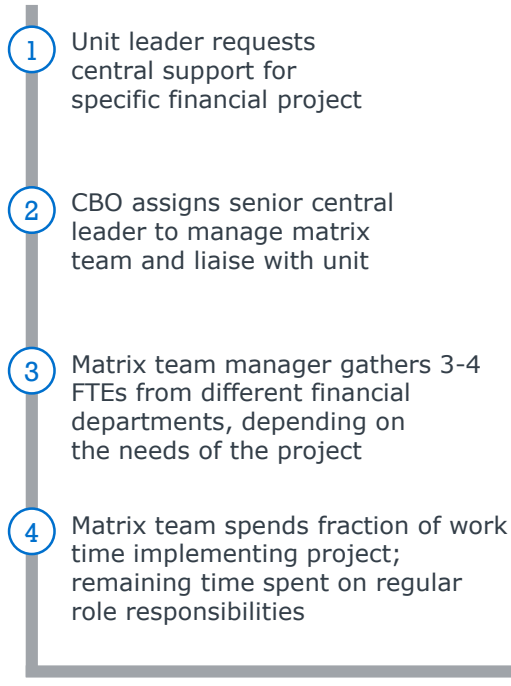 1
Unit leader requests
central support for
specific financial project
2
CBO assigns senior central
leader to manage matrix
team and liaise with unit
3
Matrix team manager gathers 3-4
FTEs from different financial
departments, depending on
the needs of the project
4
Matrix team spends fraction of work
time implementing project;
remaining time spent on regular
role responsibilities